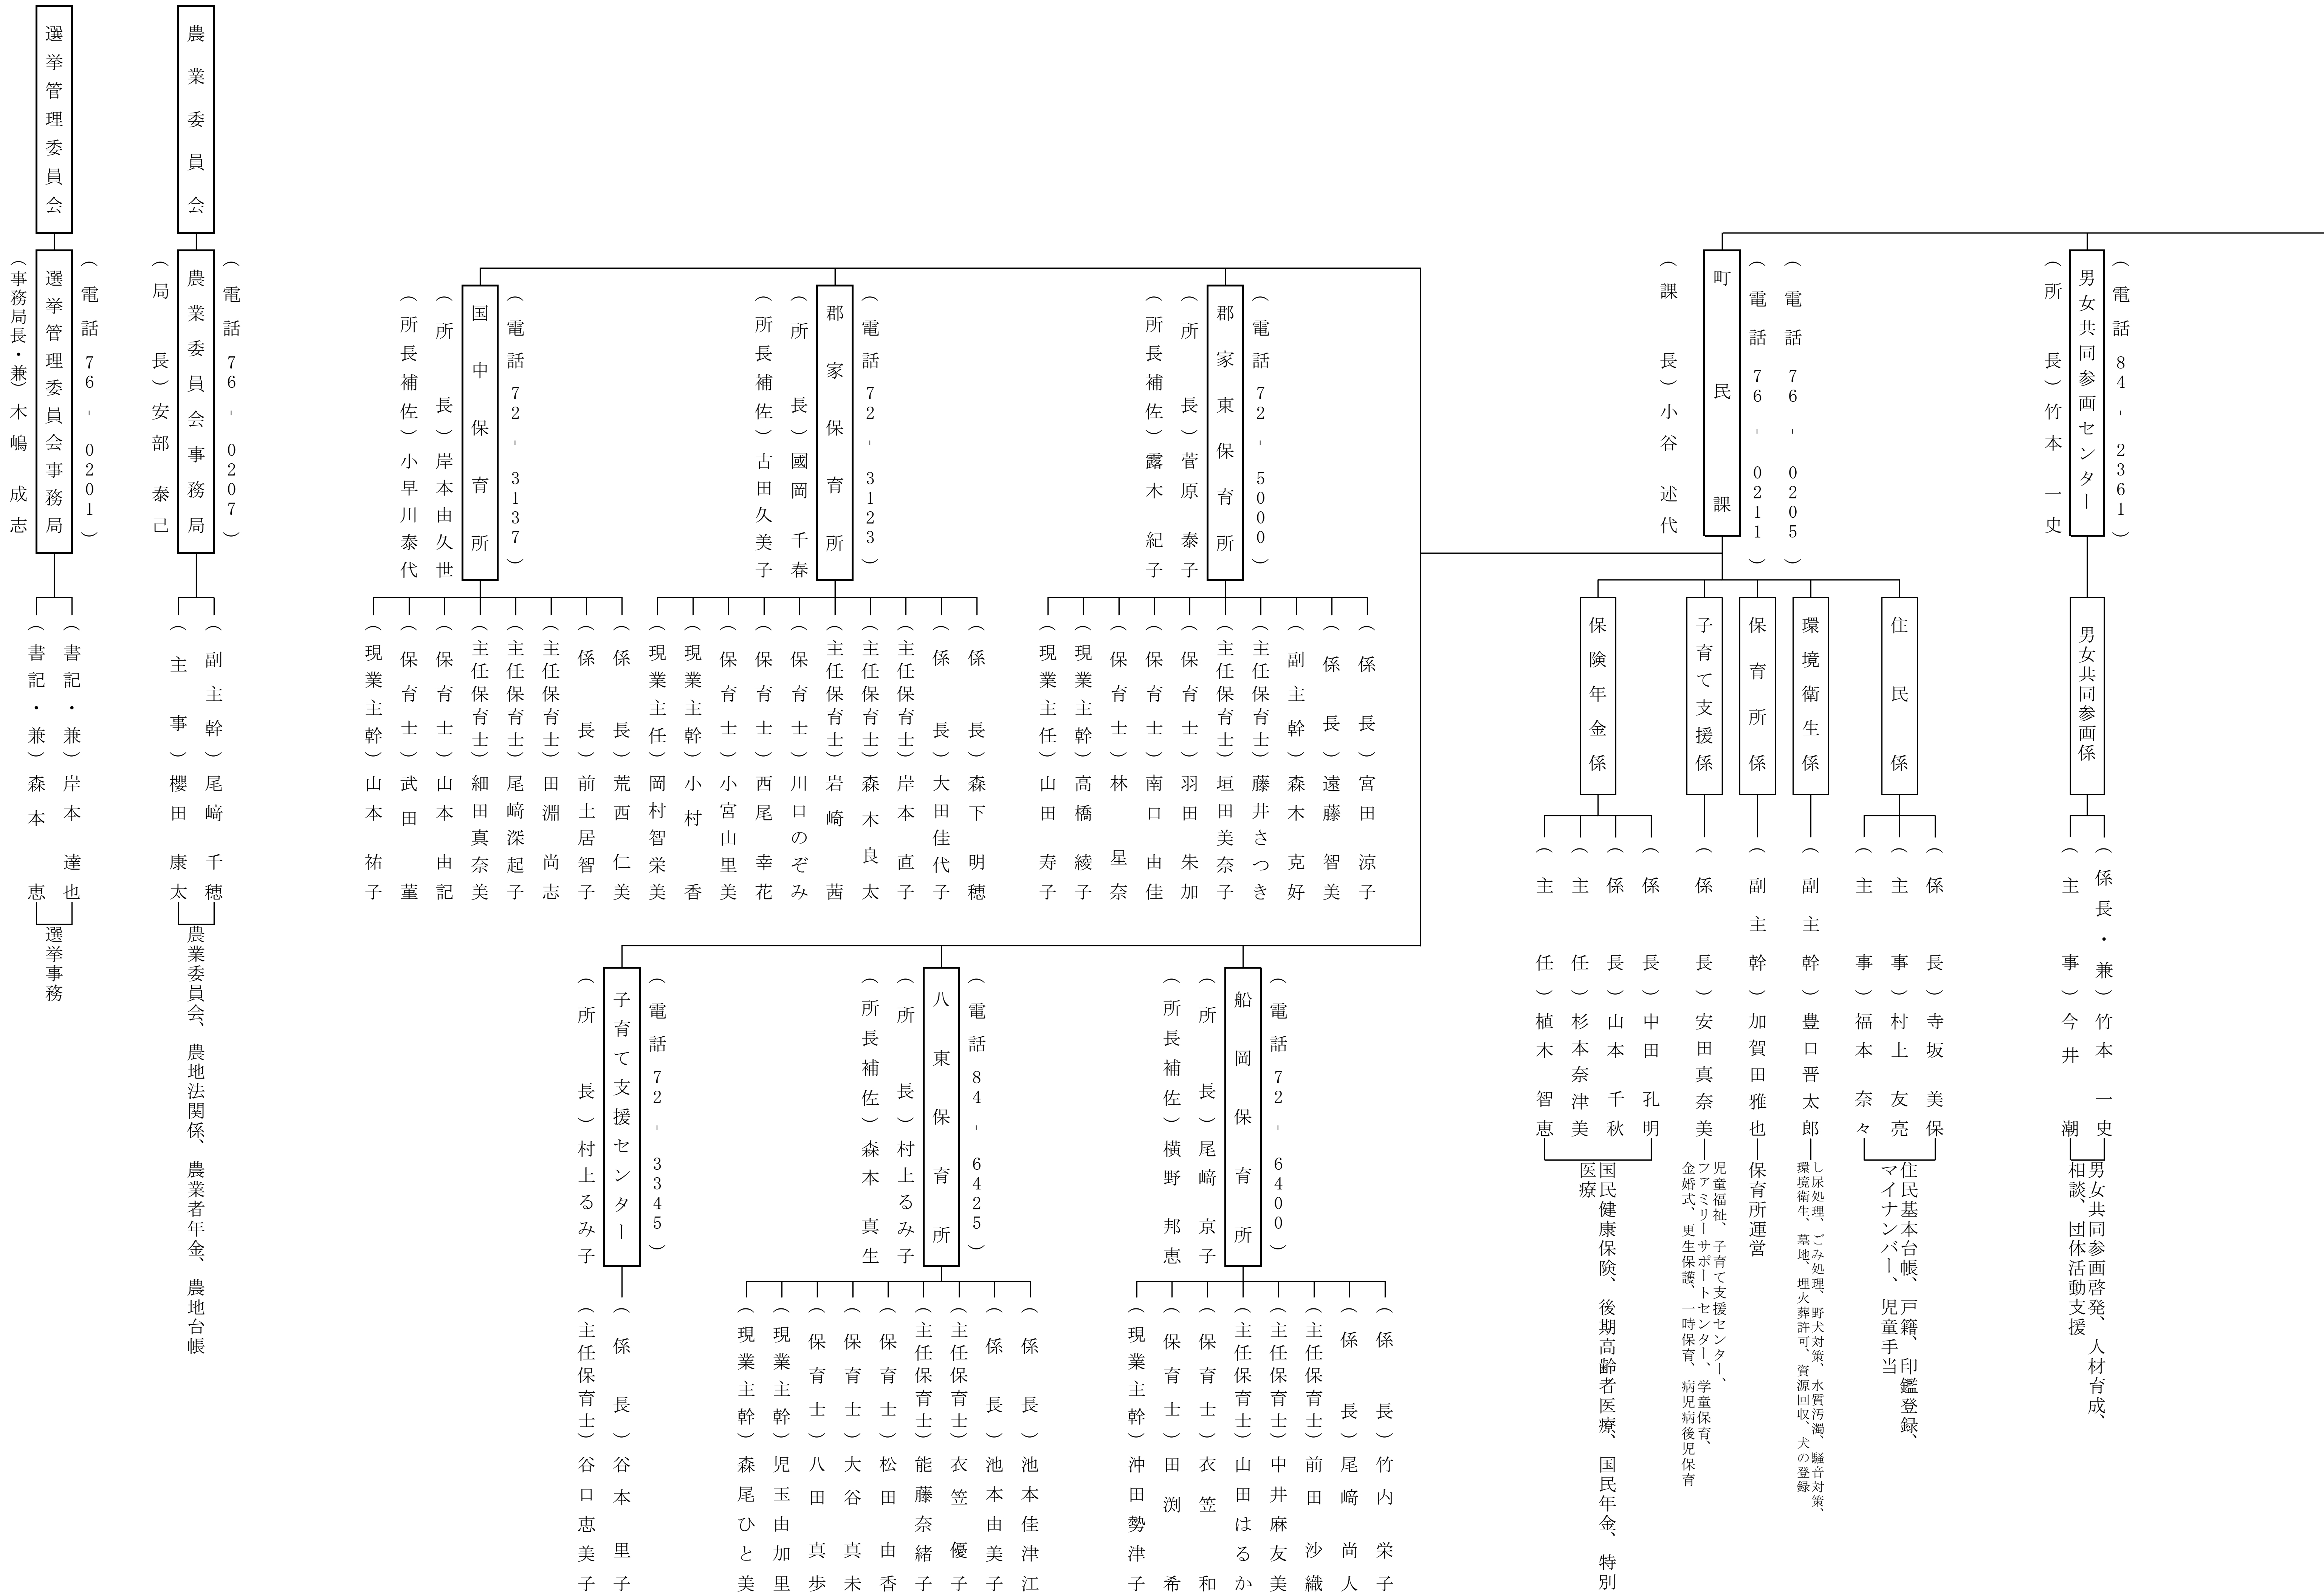 (電話 84 - 2361)
男女共同参画センター
(所長)竹本 一史
男女共同参画係
(係長・兼)竹本 一史
(主事)今井 潮
男女共同参画啓発、人材育成、
相談、団体活動支援
(電話 76 - 0205)
(電話 76 - 0211)
町民課
(課長)小谷 述代
住民係
(係長)寺坂 美保
(主事)村上 友亮
(主事)福本 奈々
住民基本台帳、戸籍、印鑑登録、
マイナンバー、児童手当
環境衛生係
(副主幹)豊口晋太郎
し尿処理、ごみ処理、野犬対策、水質汚濁、騒音対策、
環境衛生、墓地、埋火葬許可、資源回収、犬の登録
保育所係
(副主幹)加賀田雅也
保育所運営
子育て支援係
(係長)安田真奈美
児童福祉、子育て支援センター、
ファミリーサポートセンター、学童保育、
金婚式、更生保護、一時保育、病児病後児保育
保険年金係
(係長)中田 孔明
(係長)山本 千秋
(主任)杉本奈津美
(主任)植木 智恵
国民健康保険、後期高齢者医療、国民年金、特別
医療
(電話 72 - 5000)
郡家東保育所
(所長)菅原 泰子
(所長補佐)露木 紀子
(係長)宮田 涼子
(係長)遠藤 智美
(副主幹)森木 克好
(主任保育士)藤井さつき
(主任保育士)垣田美奈子
(保育士)羽田 朱加
(保育士)南口 由佳
(保育士)林 星奈
(現業主幹)高橋 綾子
(現業主任)山田 寿子
(電話 72 - 3123)
郡家保育所
(所長)國岡 千春
(所長補佐)古田久美子
(係長)森下 明穂
(係長)大田佳代子
(主任保育士)岸本 直子
(主任保育士)森木 良太
(主任保育士)岩崎 茜
(保育士)川口のぞみ
(保育士)西尾 幸花
(保育士)小宮山里美
(現業主幹)小村 香
(現業主任)岡村智栄美
(電話 72 - 3137)
国中保育所
(所長)岸本由久世
(所長補佐)小早川泰代
(係長)荒西 仁美
(係長)前土居智子
(主任保育士)田淵 尚志
(主任保育士)尾﨑深起子
(主任保育士)細田真奈美
(保育士)山本 由記
(保育士)武田 菫
(現業主幹)山本 祐子
(電話 72 - 6400)
船岡保育所
(所長)尾﨑 京子
(所長補佐)横野 邦恵
(係長)竹内 栄子
(係長)尾﨑 尚人
(主任保育士)前田 沙織
(主任保育士)中井麻友美
(主任保育士)山田はるか
(保育士)衣笠 和
(保育士)田渕 希
(現業主幹)沖田勢津子
(電話 84 - 6425)
八東保育所
(所長)村上るみ子
(所長補佐)森本 真生
(係長)池本佳津江
(係長)池本由美子
(主任保育士)衣笠 優子
(主任保育士)能藤奈緒子
(保育士)松田 由香
(保育士)大谷 真未
(保育士)八田 真歩
(現業主幹)児玉由加里
(現業主幹)森尾ひと美
(電話 72 - 3345)
子育て支援センター
(所長)村上るみ子
(係長)谷本 里子
(主任保育士)谷口恵美子
農業委員会
(電話 76 - 0207)
農業委員会事務局
(局長)安部 泰己
(副主幹)尾﨑 千穂
(主事)櫻田 康太
農業委員会、農地法関係、農業者年金、農地台帳
選挙管理委員会
(電話 76 - 0201)
選挙管理委員会事務局
(事務局長・兼)木嶋 成志
(書記・兼)岸本 達也
(書記・兼)森本 恵
選挙事務